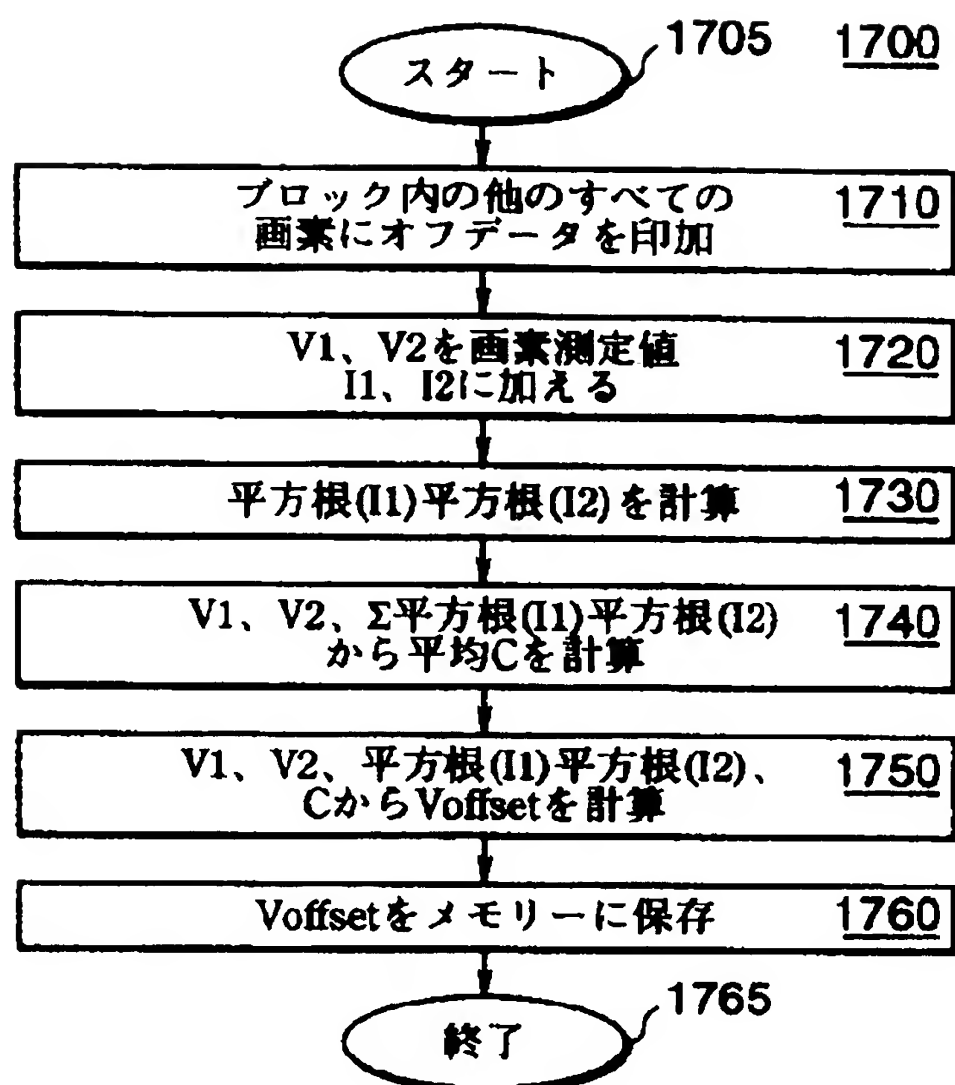 1700
1705
スタート
ブロック内の他のすべての
画素にオフデータを印加
1710
V1、V2を画素測定値
I1、I2に加える
1720
平方根(I1)平方根(I2)を計算
1730
V1、V2、Σ平方根(I1)平方根(I2)
から平均Cを計算
1740
V1、V2、平方根(I1)平方根(I2)、
CからVoffsetを計算
1750
Voffsetをメモリーに保存
1760
1765
終了